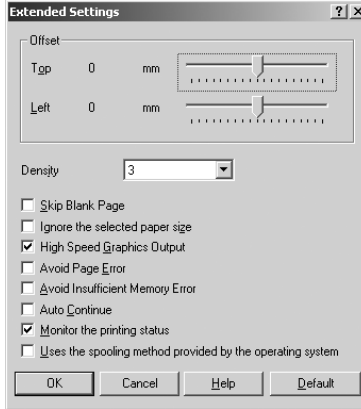 Extended Settings
Offset
Top 0 mm
Left 0 mm
Density 3
Skip Blank Page
Ignore the selected paper size
High Speed Graphics Output
Avoid Page Error
Avoid Insufficient Memory Error
Auto Continue
Monitor the printing status
Uses the spooling method provided by the operating system
OK Cancel Help Default